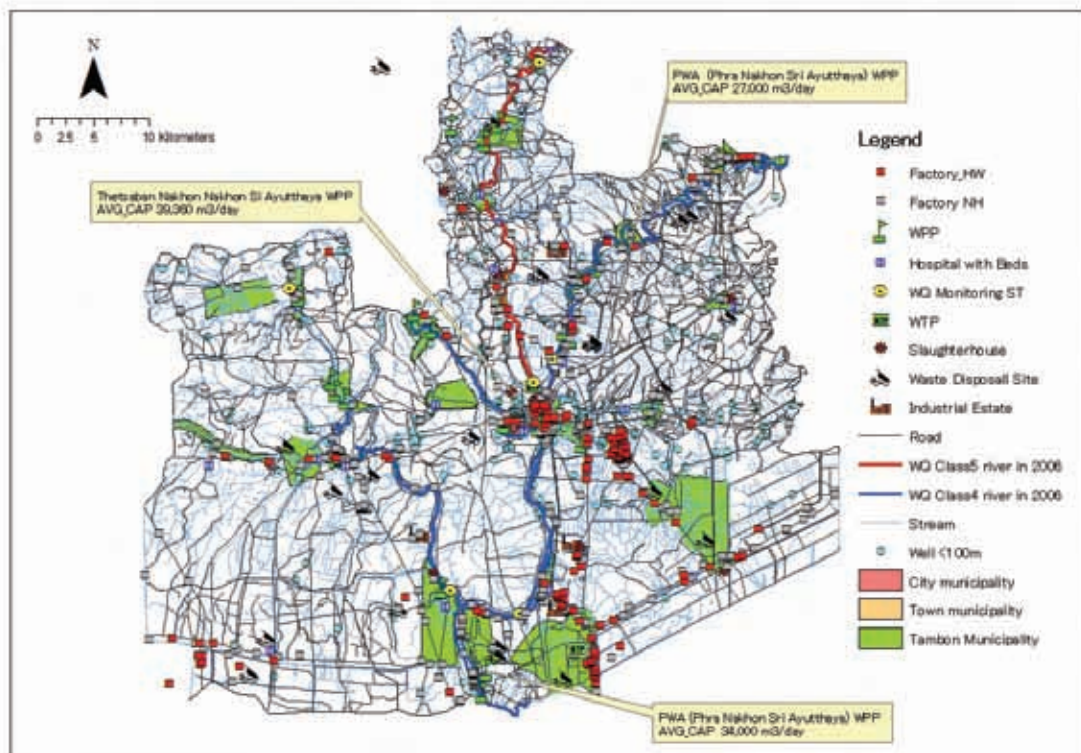 N
0 2.5 5 10 kilometers
PWA (Phra Nakhon Sri Ayutthaya) WPP
AVG_CAP 27,000 m3/day
Thetsaban Nakhon Nakhon Si Ayutthaya WPP
AVG_CAP 39,360 m3/day
Legend
Factory_HW
Factory NH
WPP
Hospital with Beds
WQ Monitoring ST
WTP
Slaughterhouse
Waste Disposall Site
Industrial Estate
Road
WQ Class5 river in 2006
WQ Class4 river in 2006
Stream
Well <100m
City municipality
Town municipality
Tambon Municipality
PWA (Phra Nakhon Sri Ayutthaya) WPP
AVG_CAP 34,000 m3/day